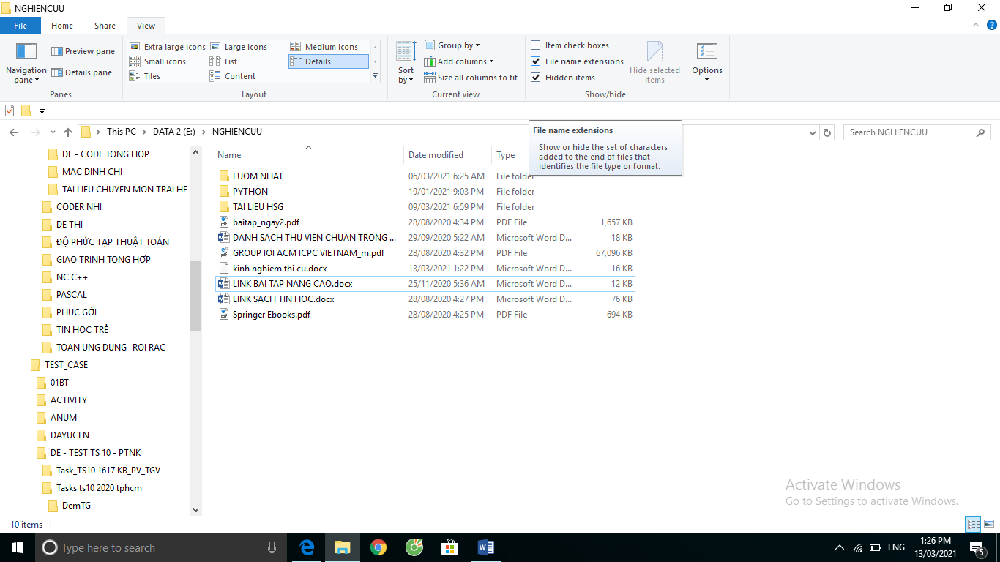 NGHIENCUU
File Home Share View
Extra large icons Large icons Medium icons
Small icons List Details
Tiles Content
Preview pane
Details pane
Navigation
pane
Panes
Layout
Sort
by
Group by
Add columns
Size all columns to fit
Current view
Item check boxes
File name extensions
Hidden items
Hide selected
items
Show/hide
Options
This PC DATA 2 (E:) NGHIENCUU
Search NGHIENCUU
File name extensions
Show or hide the set of characters
added to the end of files that
identifies the file type or format.
DE - CODE TONG HOP
MAC DINH CHI
TAI LIEU CHUYEN MON TRAI HE
CODER NHI
DE THI
ĐỘ PHỨC TẠP THUẬT TOÁN
GIAO TRINH TONG HỢP
NC C++
PASCAL
PHUC GỞI
TIN HỌC TRẺ
TOAN UNG DUNG- ROI RAC
TEST_CASE
01BT
ACTIVITY
ANUM
DAYUCLN
DE - TEST TS 10 - PTNK
Task_TS10 1617 KB_PV_TGV
Tasks ts10 2020 tphcm
DemTG
Name Date modified Type
LUOM NHAT 06/03/2021 6:25 AM File folder
PYTHON 19/01/2021 9:03 PM File folder
TAI LIEU HSG 09/03/2021 6:59 PM File folder
baitap_ngay2.pdf 28/08/2020 4:34 PM PDF File 1,657 KB
DANH SACH THU VIEN CHUAN TRONG ... 29/09/2020 5:22 AM Microsoft Word D... 18 KB
GROUP IOI ACM ICPC VIETNAM_m.pdf 28/08/2020 4:32 PM PDF File 67,096 KB
kinh nghiem thi cu.docx 13/03/2021 1:22 PM Microsoft Word D... 16 KB
LINK BAI TAP NANG CAO.docx 25/11/2020 5:36 AM Microsoft Word D... 12 KB
LINK SACH TIN HOC.docx 28/08/2020 4:27 PM Microsoft Word D... 76 KB
Springer Ebooks.pdf 28/08/2020 4:25 PM PDF File 694 KB
Activate Windows
Go to Settings to activate Windows.
10 items
Type here to search
ENG
1:26 PM
13/03/2021
5